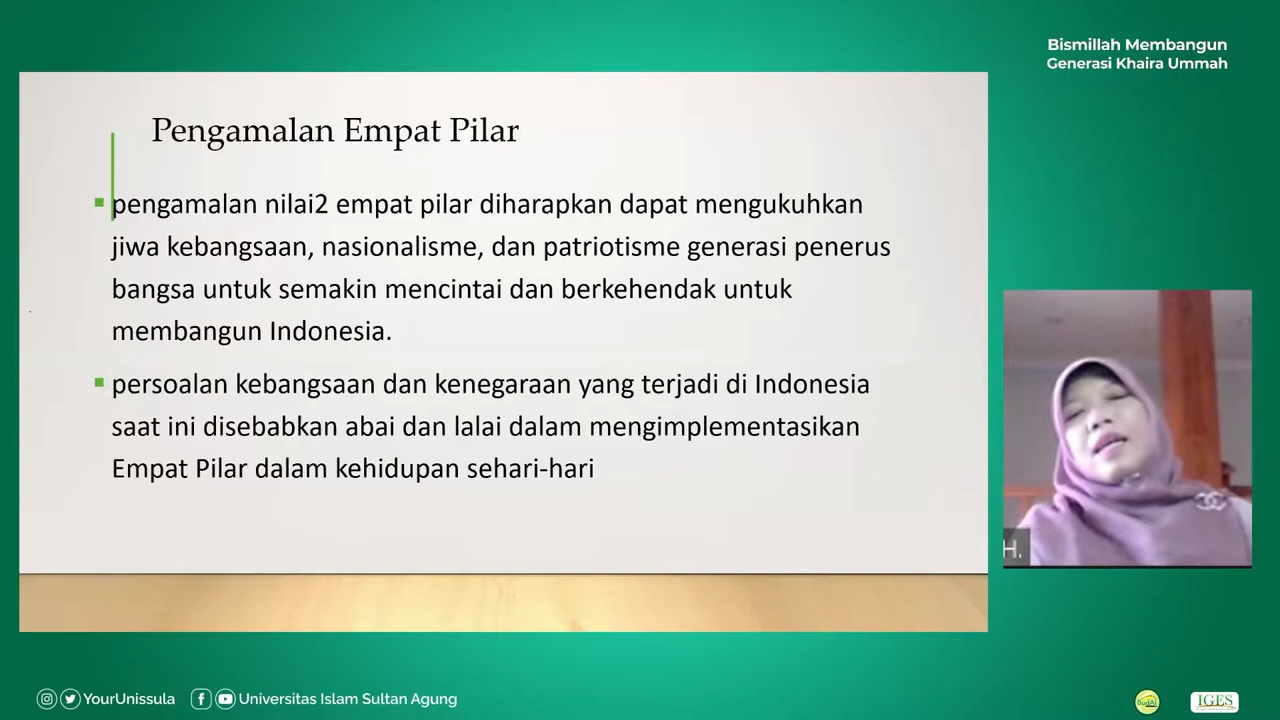 Bismillah Membangun
Generasi Khaira Ummah
Pengamalan Empat Pilar
pengamalan nilai2 empat pilar diharapkan dapat mengukuhkan
jiwa kebangsaan, nasionalisme, dan patriotisme generasi penerus
bangsa untuk semakin mencintai dan berkehendak untuk
membangun Indonesia.
persoalan kebangsaan dan kenegaraan yang terjadi di Indonesia
saat ini disebabkan abai dan lalai dalam mengimplementasikan
Empat Pilar dalam kehidupan sehari-hari
H.
YourUnissula
Universitas Islam Sultan Agung
BudAI
IGES